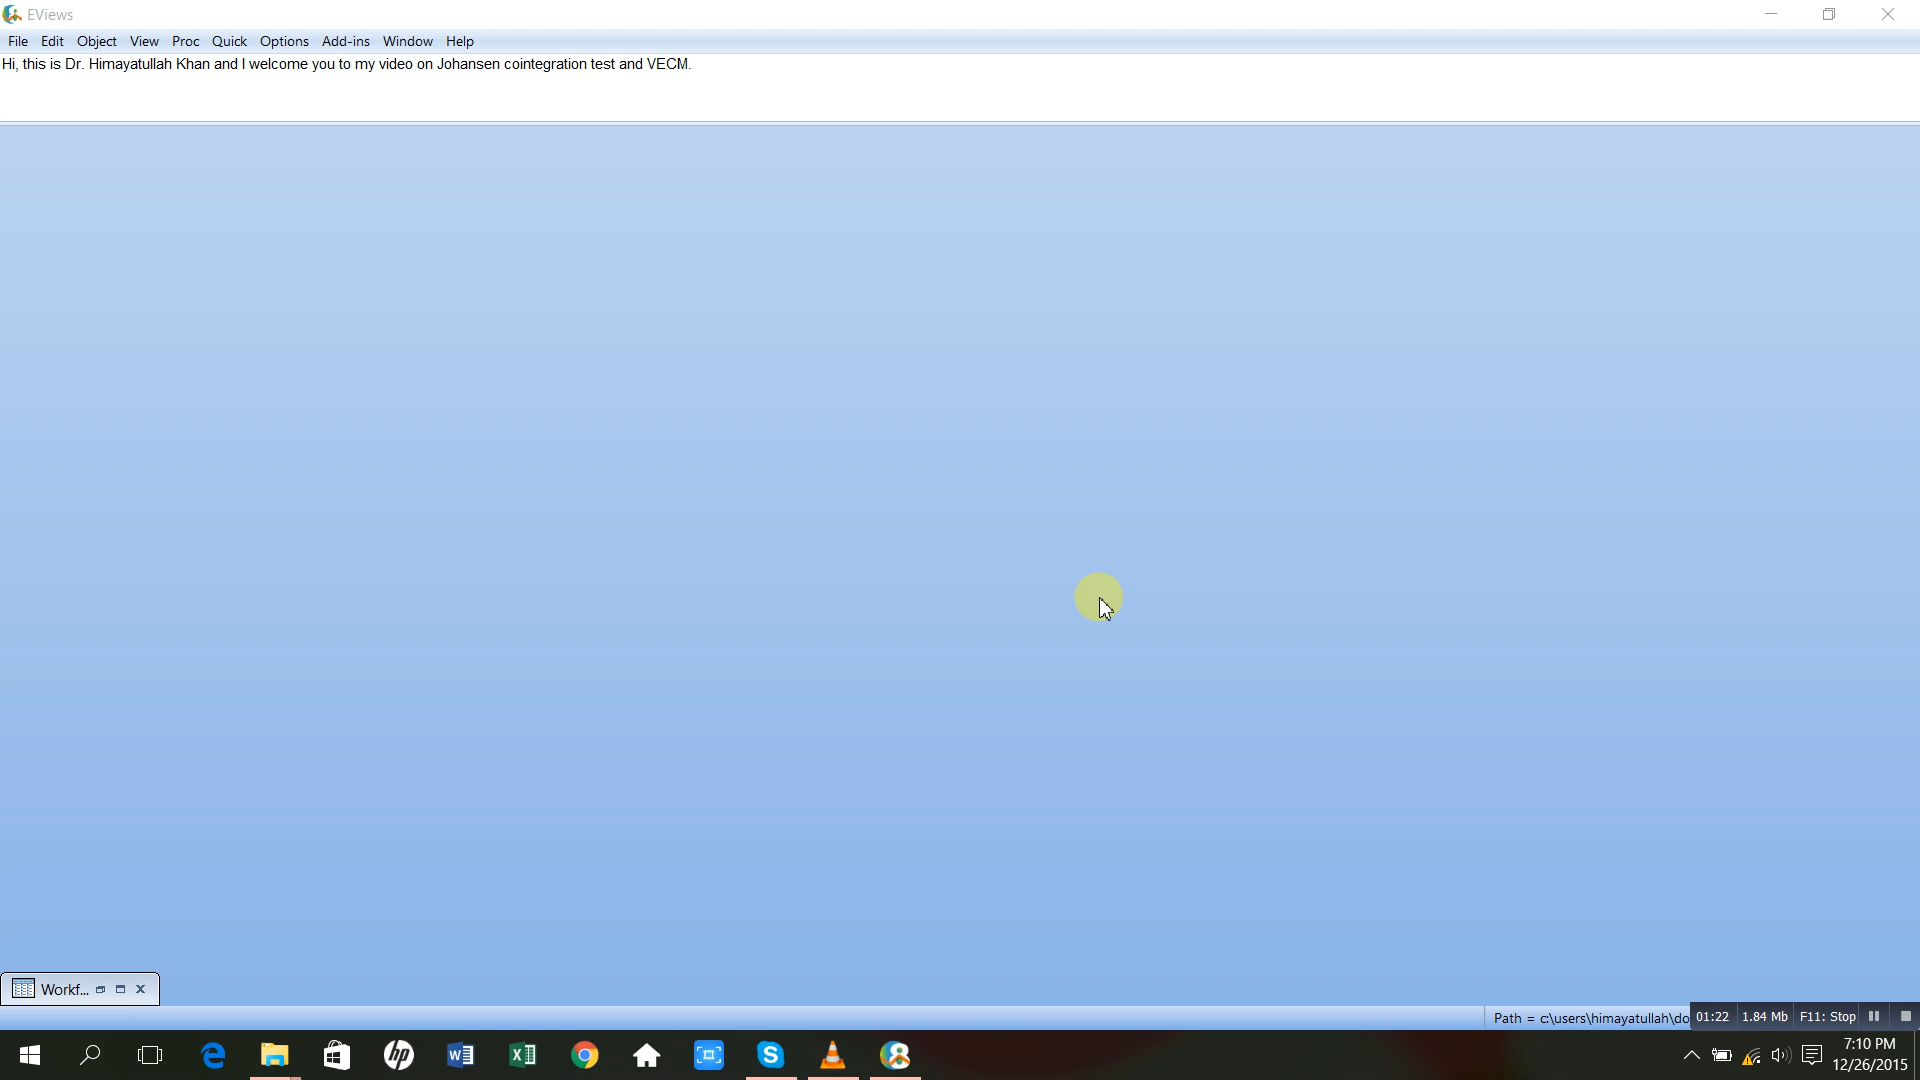 EViews
File Edit Object View Proc Quick Options Add-ins Window Help
Hi, this is Dr. Himayatullah Khan and I welcome you to my video on Johansen cointegration test and VECM.
Workf...
Path = c:\users\himayatullah\do
01:22 1.84 Mb F11: Stop
7:10 PM
12/26/2015